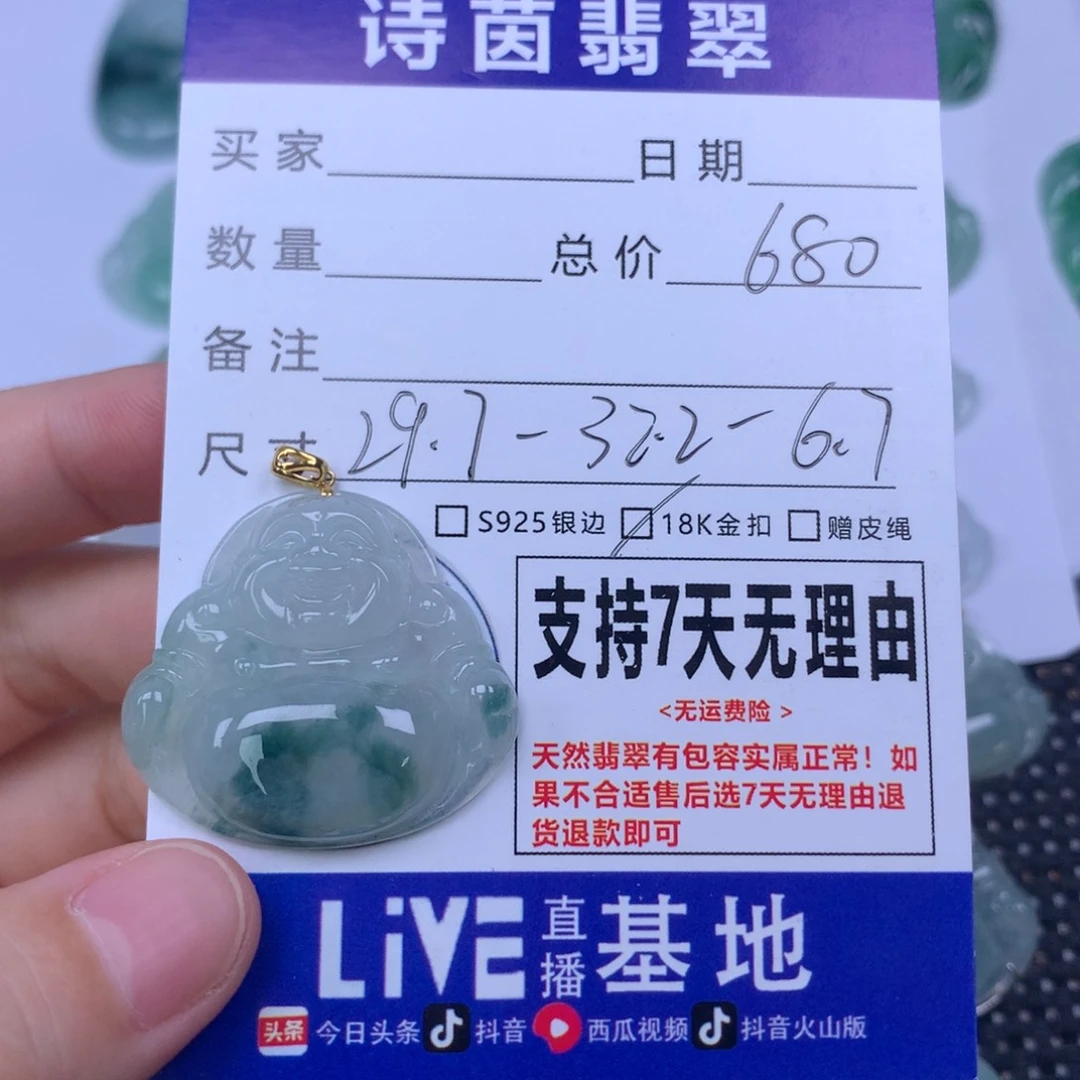 诗茵翡翠
买家 日期
数量 总价 680
备注
尺寸 29.7-37.2-6.7
S925银边 18K金扣 赠皮绳
支持7天无理由
<无运费险>
天然翡翠有包容实属正常！如
果不合适售后选7天无理由退
货退款即可
LiVE 直播 基地
头条 今日头条 抖音 西瓜视频 抖音火山版